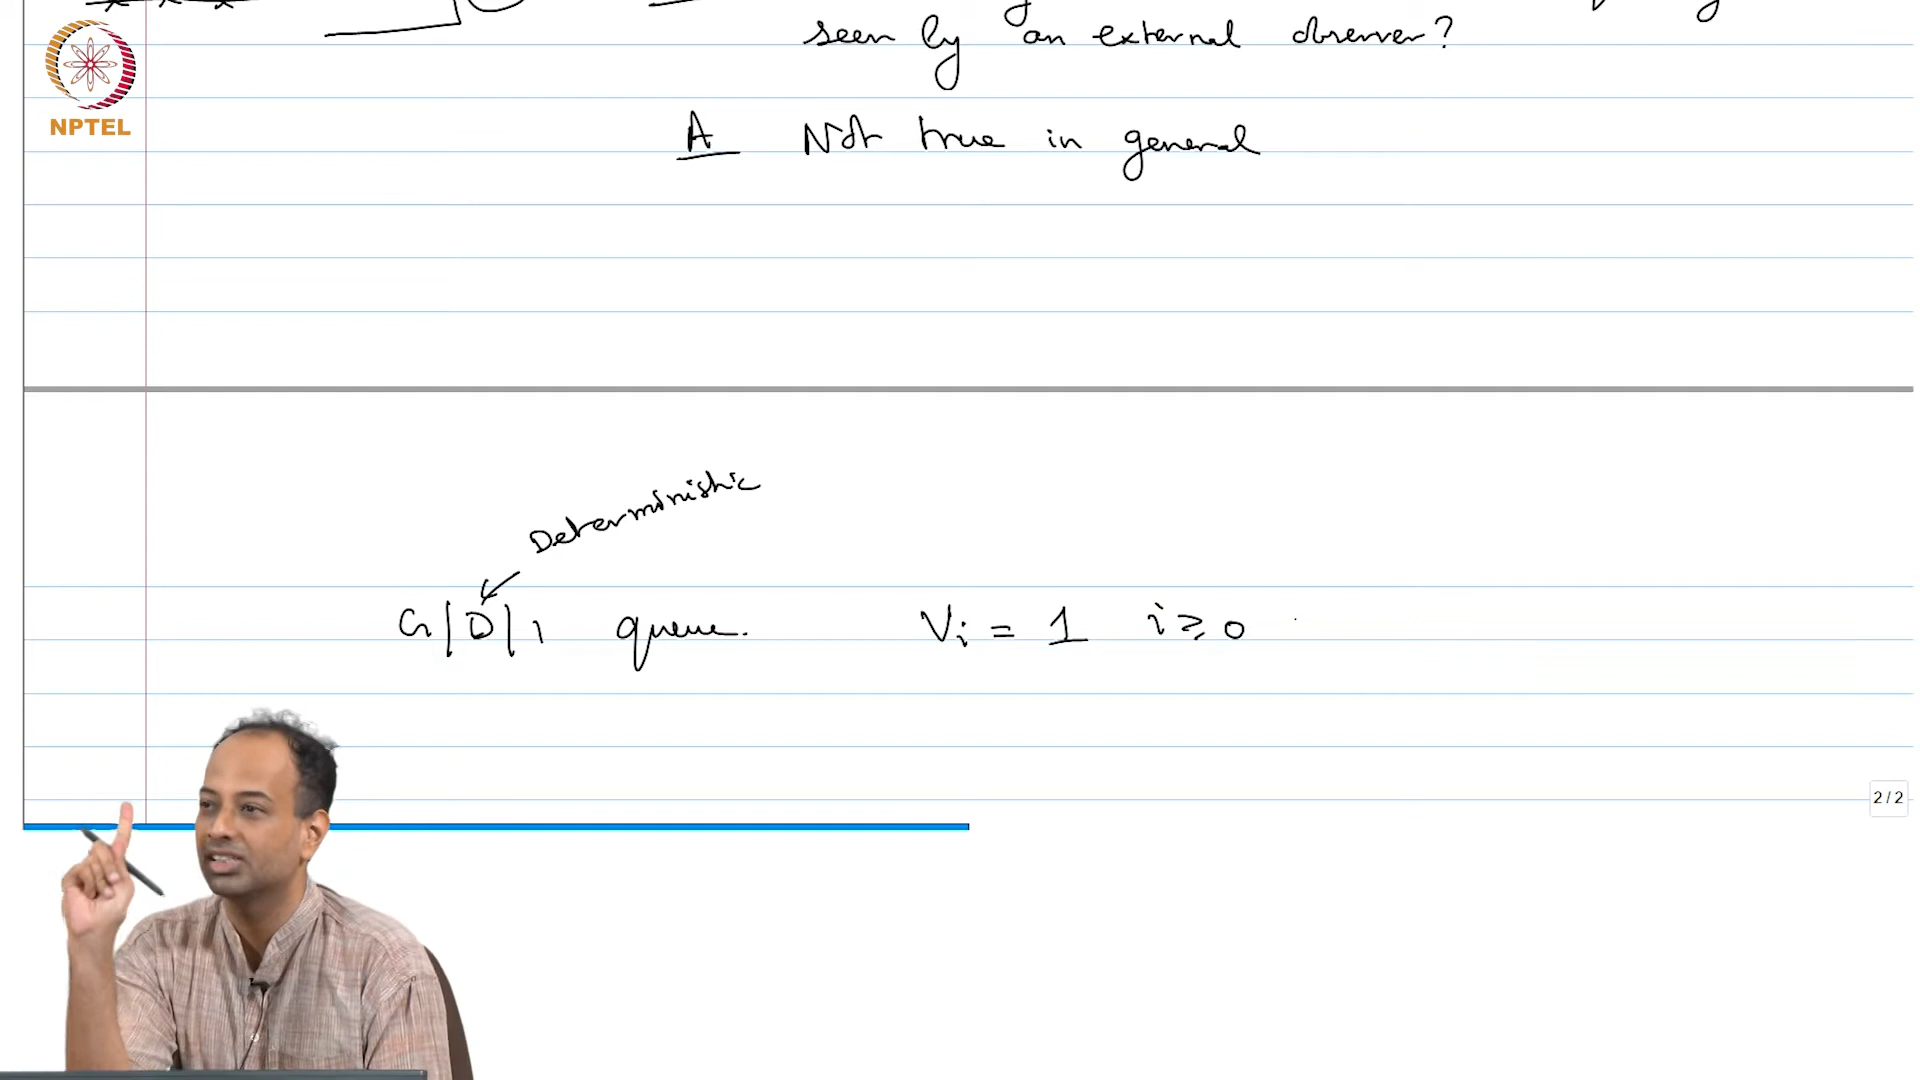 seen by an external observer?
NPTEL
A Not true in general
Deterministic
G|D|1 queue. Vi = 1 i ≥ 0
2 / 2